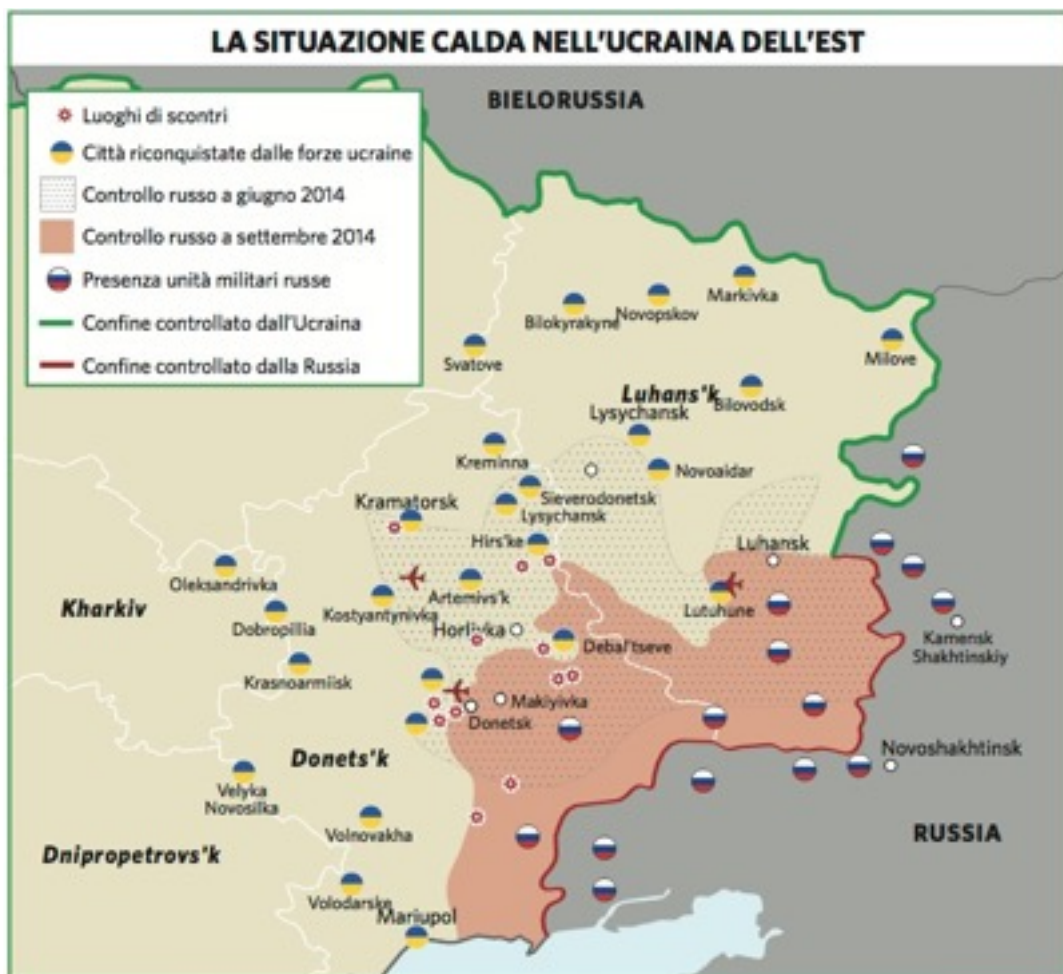 LA SITUAZIONE CALDA NELL'UCRAINA DELL'EST
BIELORUSSIA
Luoghi di scontri
Città riconquistate dalle forze ucraine
Controllo russo a giugno 2014
Controllo russo a settembre 2014
Presenza unità militari russe
Confine controllato dall'Ucraina
Confine controllato dalla Russia
Markivka
Novopskov
Bilokyrakyne
Svatove
Milove
Luhans'k
Bilovodsk
Lysychansk
Kreminna
Novoaidar
Sieverodonetsk
Kramatorsk
Lysychansk
Hirs'ke
Luhansk
Oleksandrivka
Artemivs'k
Kostyantynivka
Lutuhune
Kharkiv
Dobropillia
Horlivka
Debal'tseve
Kamensk
Shakhtinskiy
Krasnoarmiisk
Makiyivka
Donetsk
Donets'k
Novoshakhtinsk
Velyka
Novosilka
Volnovakha
RUSSIA
Dnipropetrovs'k
Volodarske
Mariupol